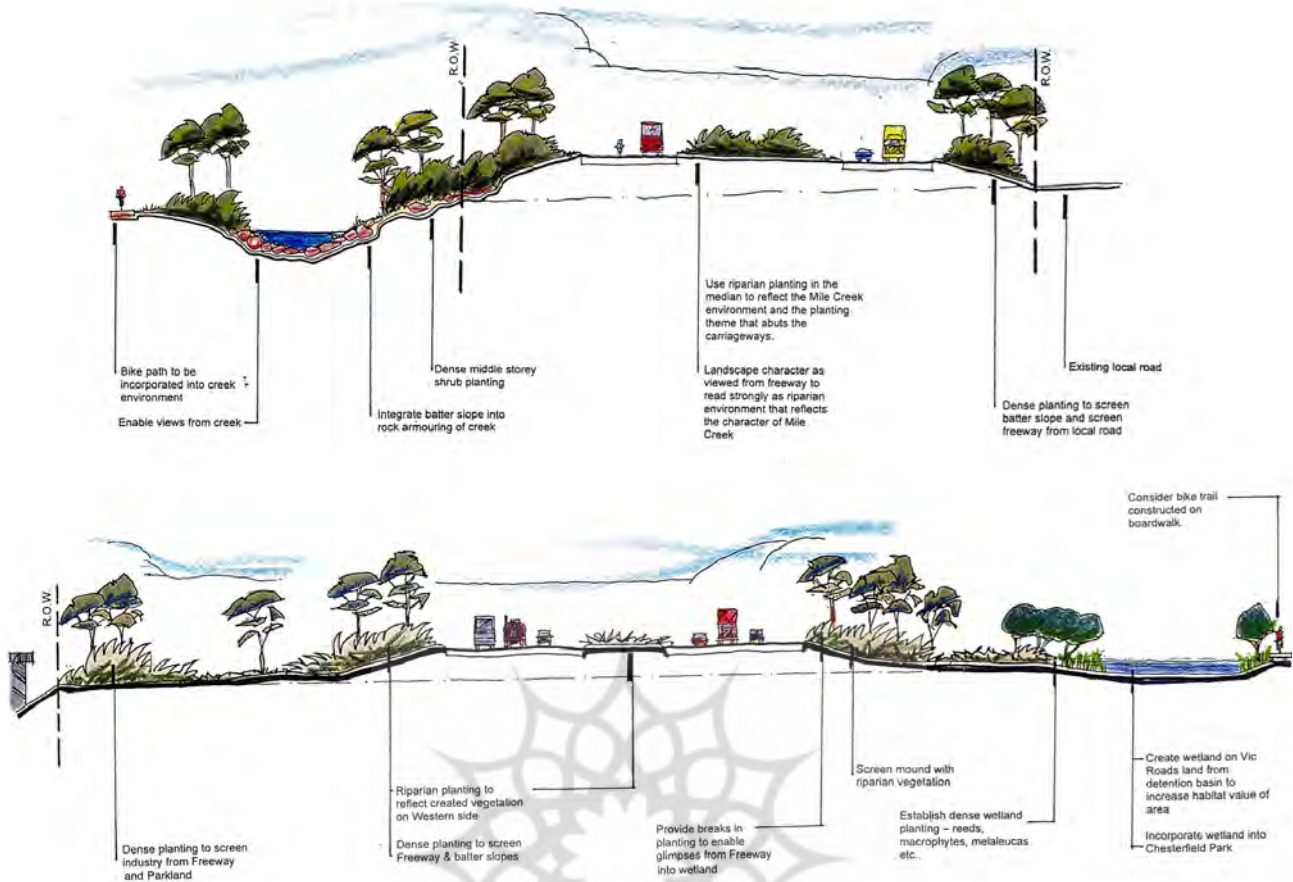 R.O.W.
R.O.W.
Use riparian planting in the
median to reflect the Mile Creek
environment and the planting
theme that abuts the
carriageways.
Bike path to be
incorporated into creek
environment
Enable views from creek
Dense middle storey
shrub planting
Integrate batter slope into
rock armouring of creek
Landscape character as
viewed from freeway to
read strongly as riparian
environment that reflects
the character of Mile
Creek
Existing local road
Dense planting to screen
batter slope and screen
freeway from local road
Consider bike trail
constructed on
boardwalk.
R.O.W.
Dense planting to screen
industry from Freeway
and Parkland
Riparian planting to
reflect created vegetation
on Western side
Dense planting to screen
Freeway & batter slopes
Provide breaks in
planting to enable
glimpses from Freeway
into wetland
Screen mound with
riparian vegetation
Establish dense wetland
planting – reeds,
macrophytes, melaleucas
etc..
Create wetland on Vic
Roads land from
detention basin to
increase habitat value of
area
Incorporate wetland into
Chesterfield Park